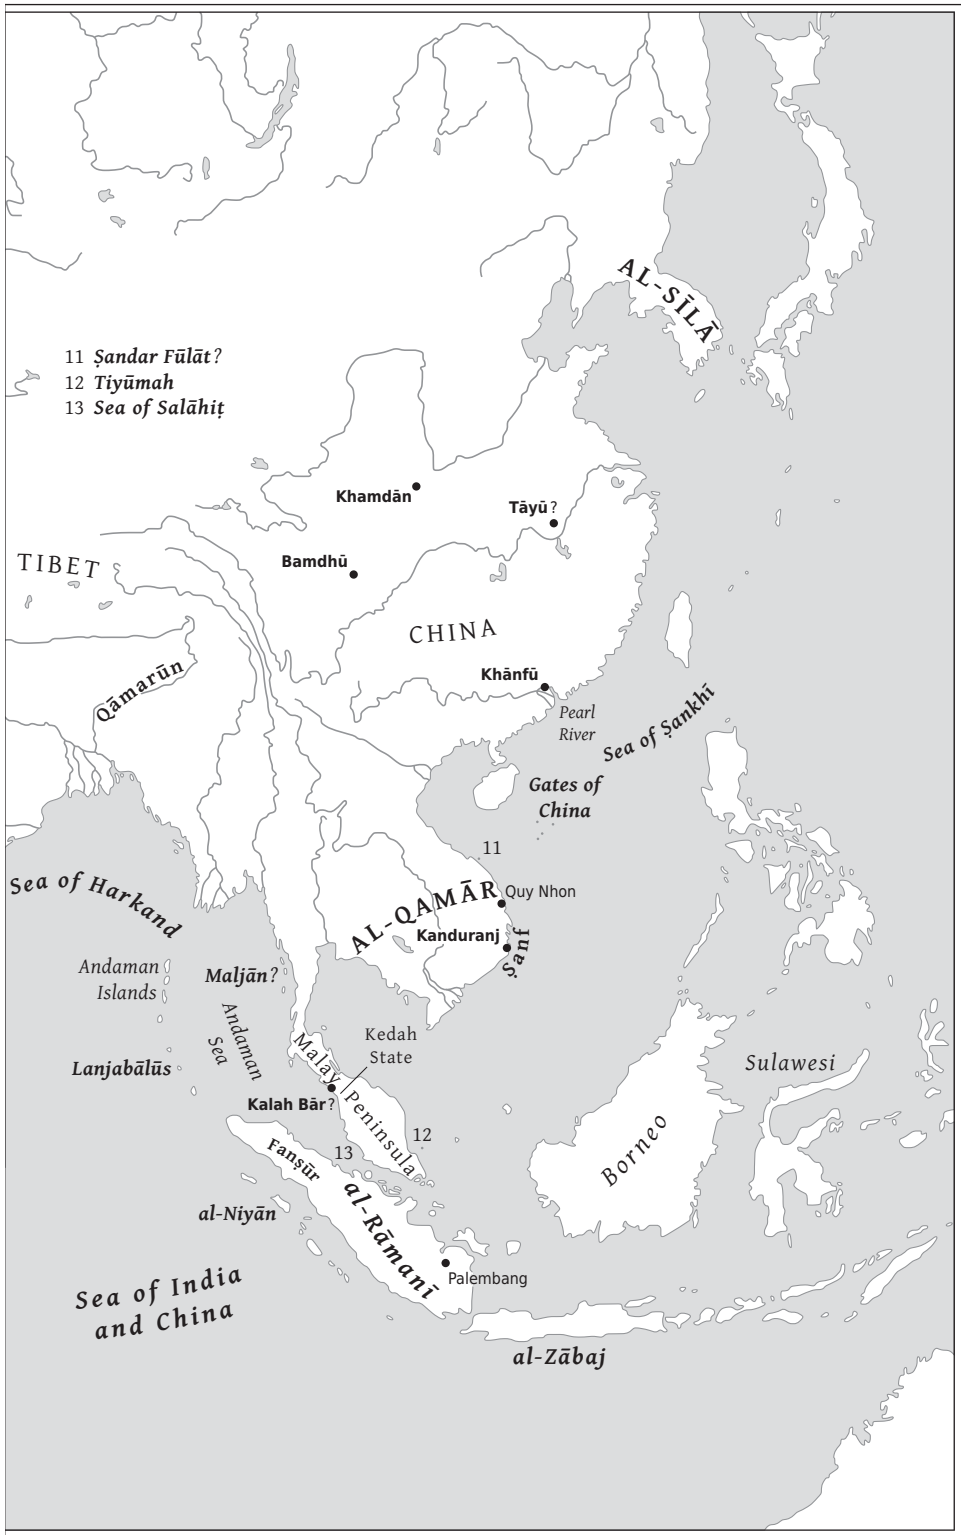 AL-SĪLĀ
11 Ṣandar Fūlāt?
12 Tiyūmah
13 Sea of Salāhiṭ
Khamdān
Tāyū?
TIBET
Bamdhū
CHINA
Qāmarūn
Khānfū
Pearl
River
Sea of Ṣankhī
Gates of
China
11
Sea of Harkand
AL-QAMĀR
Quy Nhon
Kanduranj
Ṣanf
Andaman
Islands
Maljān?
Andaman
Sea
Kedah
State
Malay
Peninsula
Lanjabālūs
Sulawesi
Kalah Bār?
12
13
Borneo
Fanṣūr
al-Rāmanī
al-Niyān
Palembang
Sea of India
and China
al-Zābaj